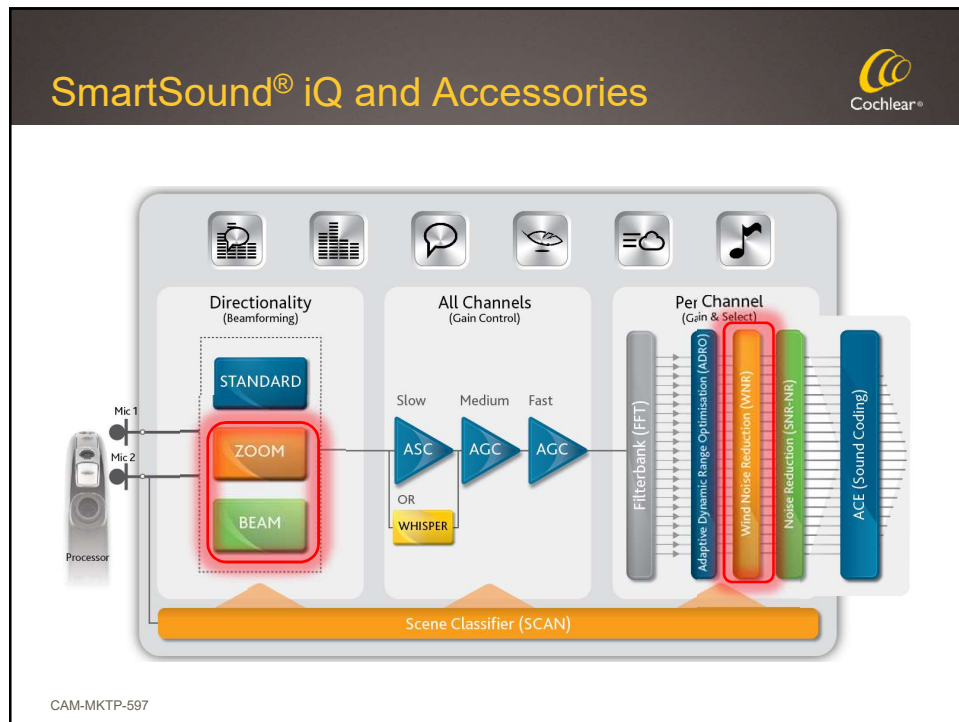 SmartSound® iQ and Accessories
Cochlear®
Directionality
(Beamforming)
All Channels
(Gain Control)
Per Channel
(Gain & Select)
STANDARD
ZOOM
BEAM
Mic 1
Mic 2
Processor
Slow
Medium
Fast
ASC
AGC
AGC
OR
WHISPER
Filterbank (FFT)
Adaptive Dynamic Range Optimisation (ADRO)
Wind Noise Reduction (WNR)
Noise Reduction (SNR-NR)
ACE (Sound Coding)
Scene Classifier (SCAN)
CAM-MKTP-597